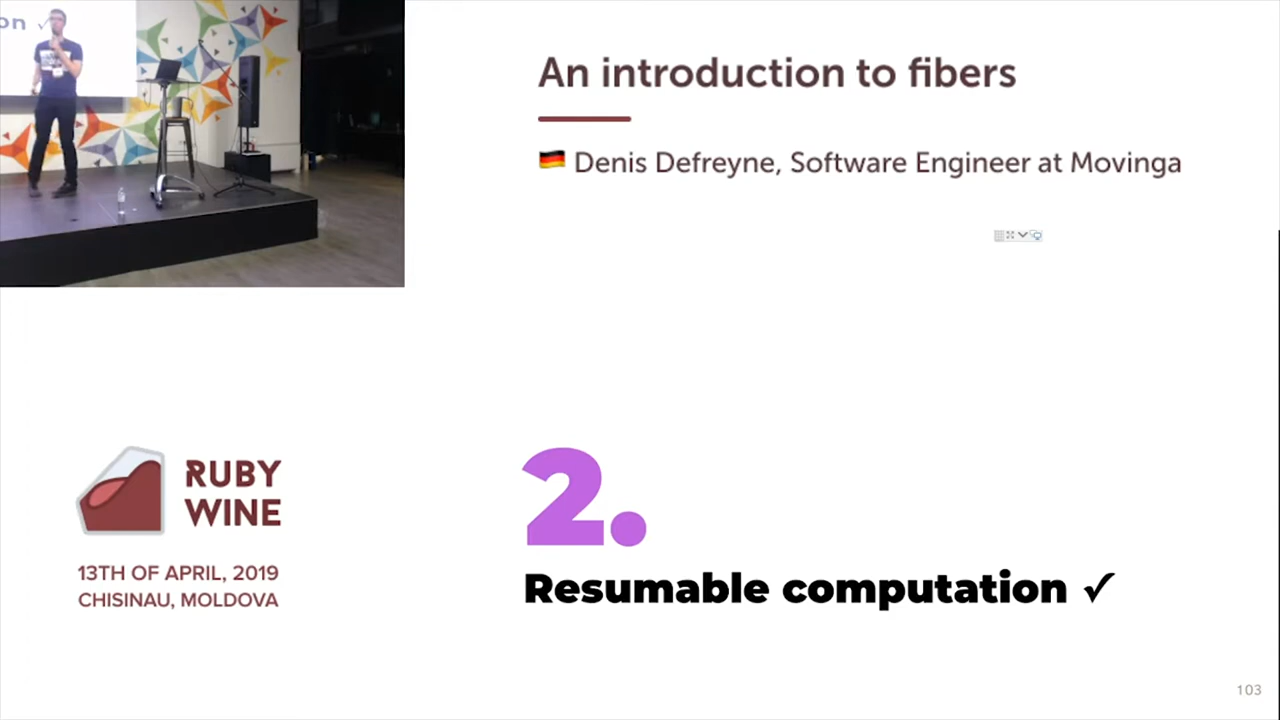 on ✓
An introduction to fibers
🇩🇪 Denis Defreyne, Software Engineer at Movinga
RUBY
WINE
13TH OF APRIL, 2019
CHISINAU, MOLDOVA
2.
Resumable computation ✓
103